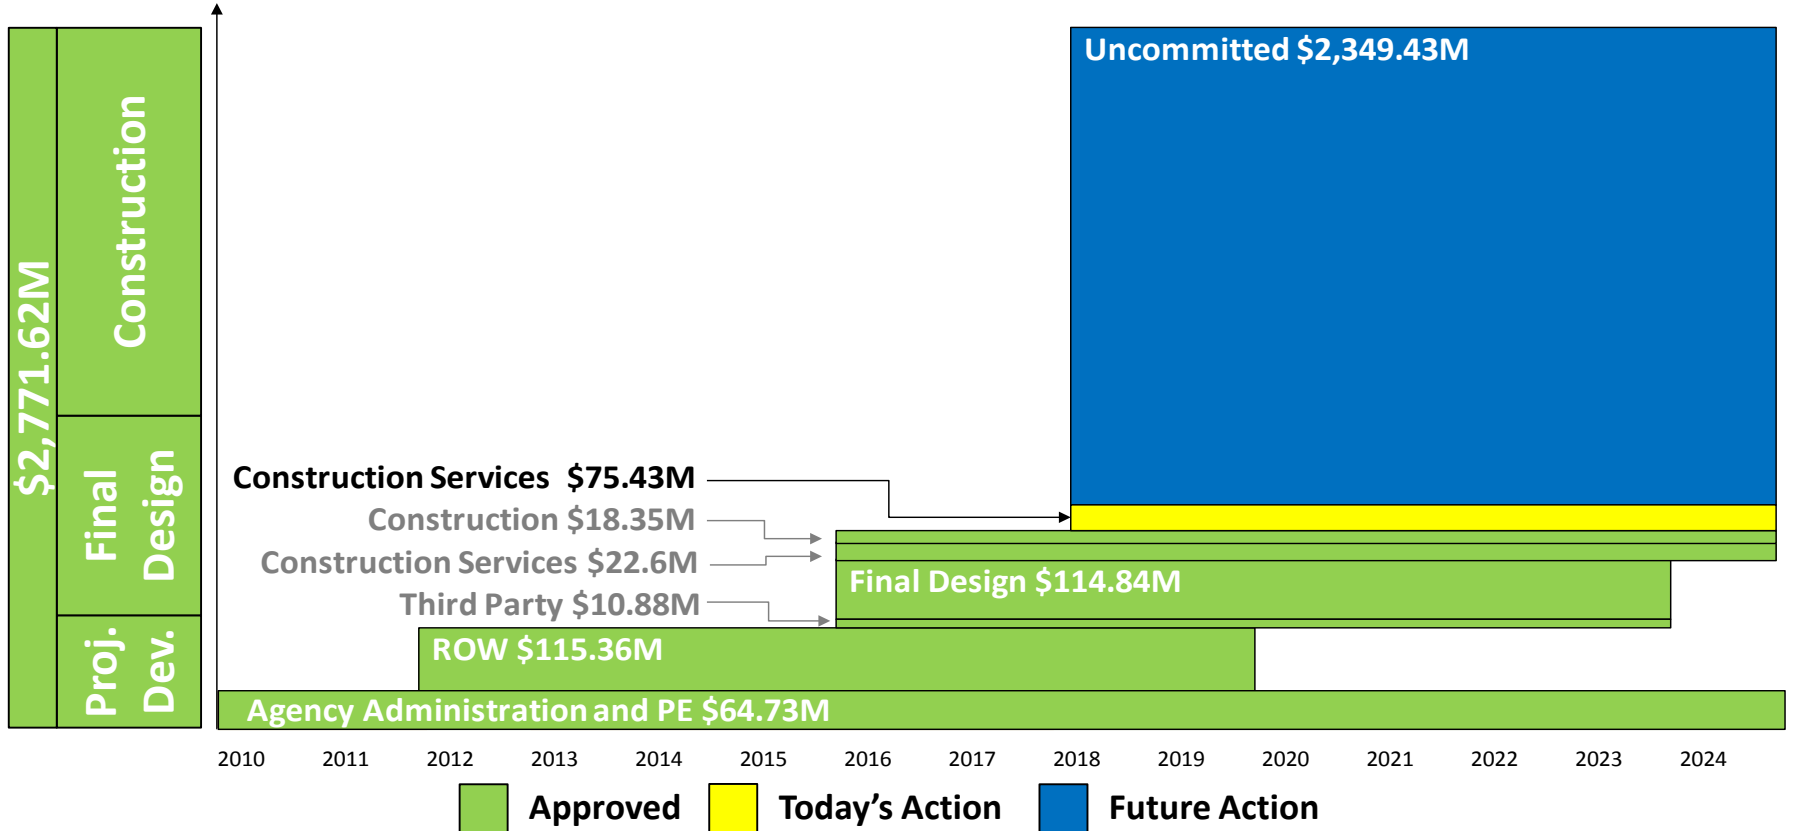 $2,771.62M
Construction
Final
Design
Proj.
Dev.
Uncommitted $2,349.43M
Construction Services $75.43M
Construction $18.35M
Construction Services $22.6M
Third Party $10.88M
Final Design $114.84M
ROW $115.36M
Agency Administration and PE $64.73M
2010 2011 2012 2013 2014 2015 2016 2017 2018 2019 2020 2021 2022 2023 2024
Approved Today's Action Future Action